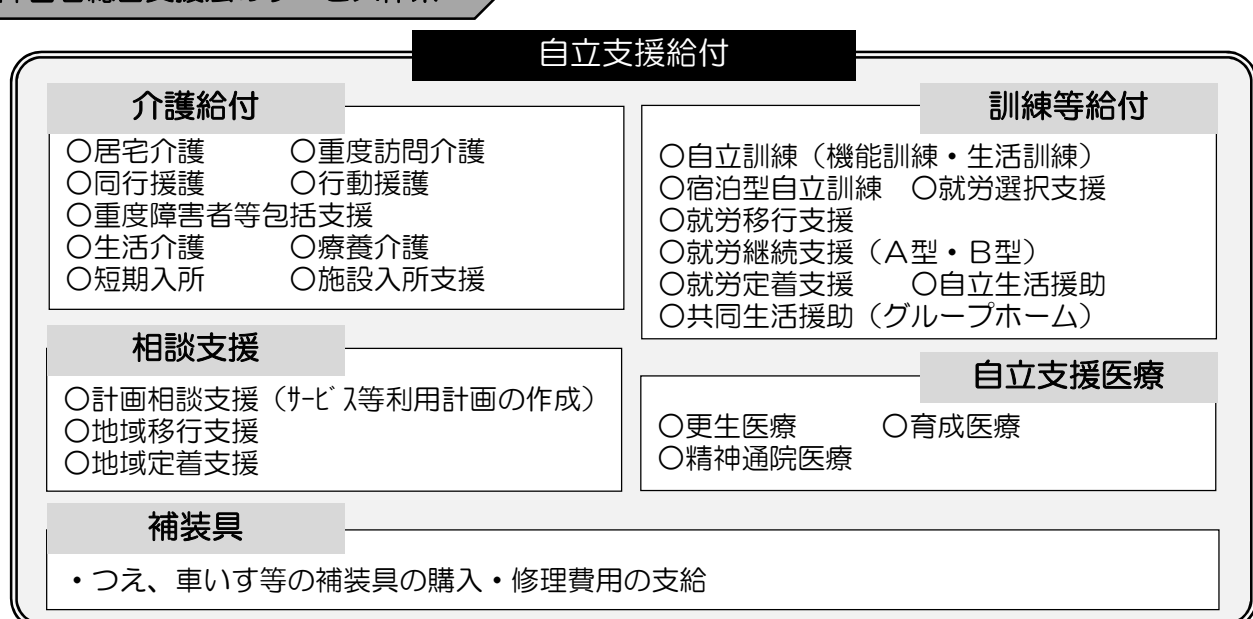 自立支援給付
介護給付
○居宅介護　○重度訪問介護
○同行援護　○行動援護
○重度障害者等包括支援
○生活介護　○療養介護
○短期入所　○施設入所支援
訓練等給付
○自立訓練（機能訓練・生活訓練）
○宿泊型自立訓練　○就労選択支援
○就労移行支援
○就労継続支援（Ａ型・Ｂ型）
○就労定着支援　○自立生活援助
○共同生活援助（グループホーム）
相談支援
○計画相談支援（ｻｰﾋﾞｽ等利用計画の作成）
○地域移行支援
○地域定着支援
自立支援医療
○更生医療　○育成医療
○精神通院医療
補装具
・つえ、車いす等の補装具の購入・修理費用の支給